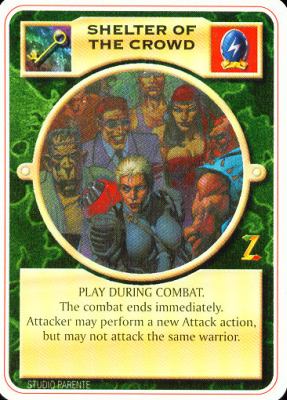 SHELTER OF
THE CROWD
PLAY DURING COMBAT.
The combat ends immediately.
Attacker may perform a new Attack action,
but may not attack the same warrior.
STUDIO PARENTE